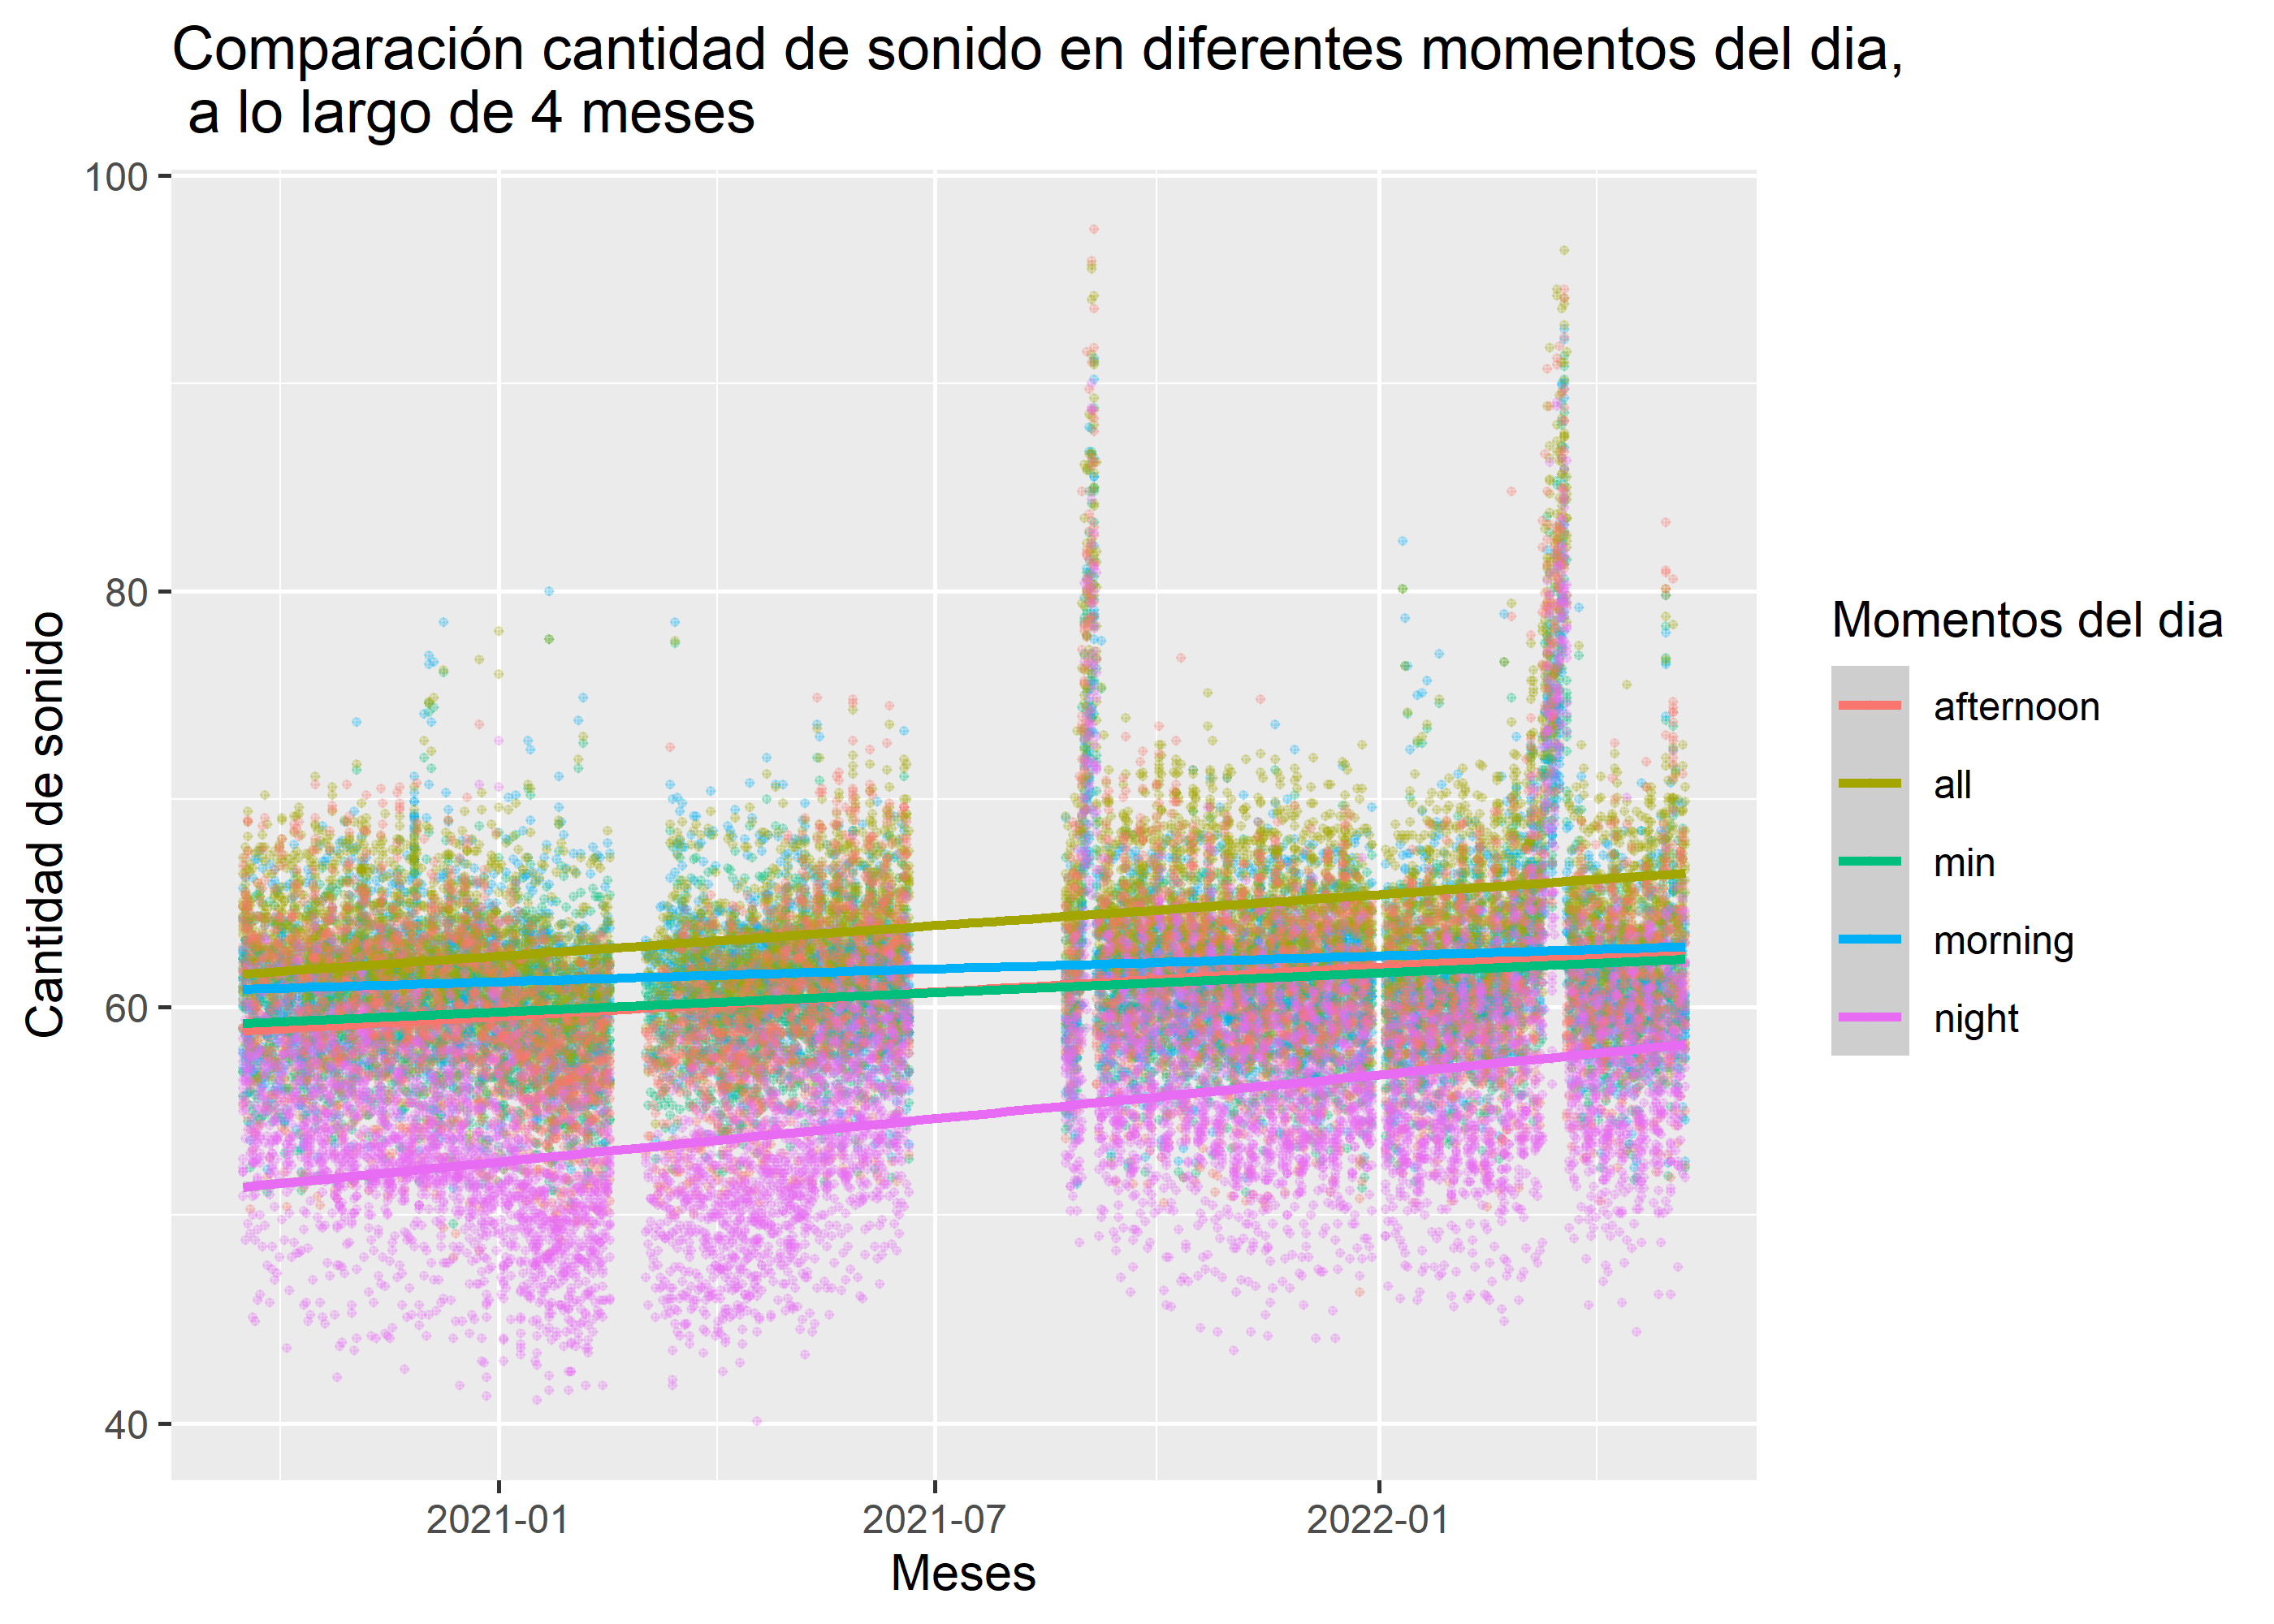 Comparación cantidad de sonido en diferentes momentos del dia,
a lo largo de 4 meses
100
80
60
40
Cantidad de sonido
2021-01
2021-07
2022-01
Meses
Momentos del dia
afternoon
all
min
morning
night